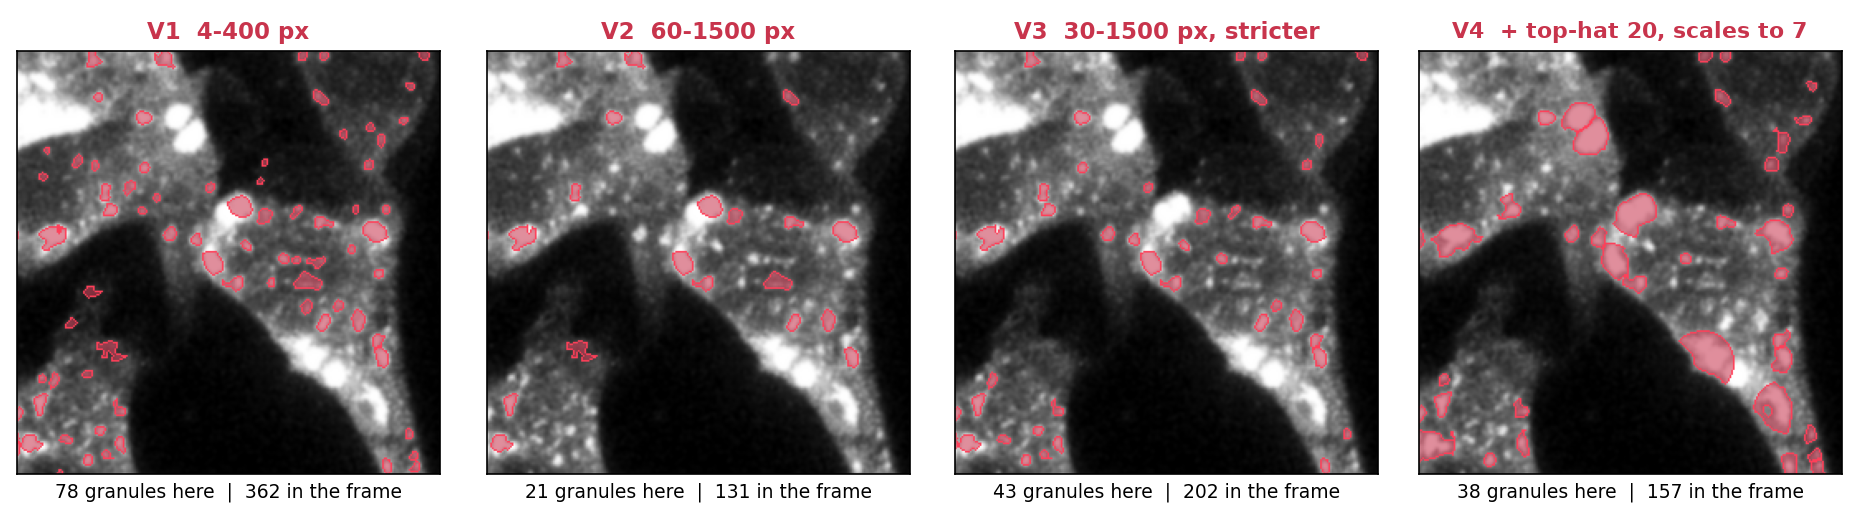 V1  4-400 px
V2  60-1500 px
V3  30-1500 px, stricter
V4  + top-hat 20, scales to 7
78 granules here  |  362 in the frame
21 granules here  |  131 in the frame
43 granules here  |  202 in the frame
38 granules here  |  157 in the frame